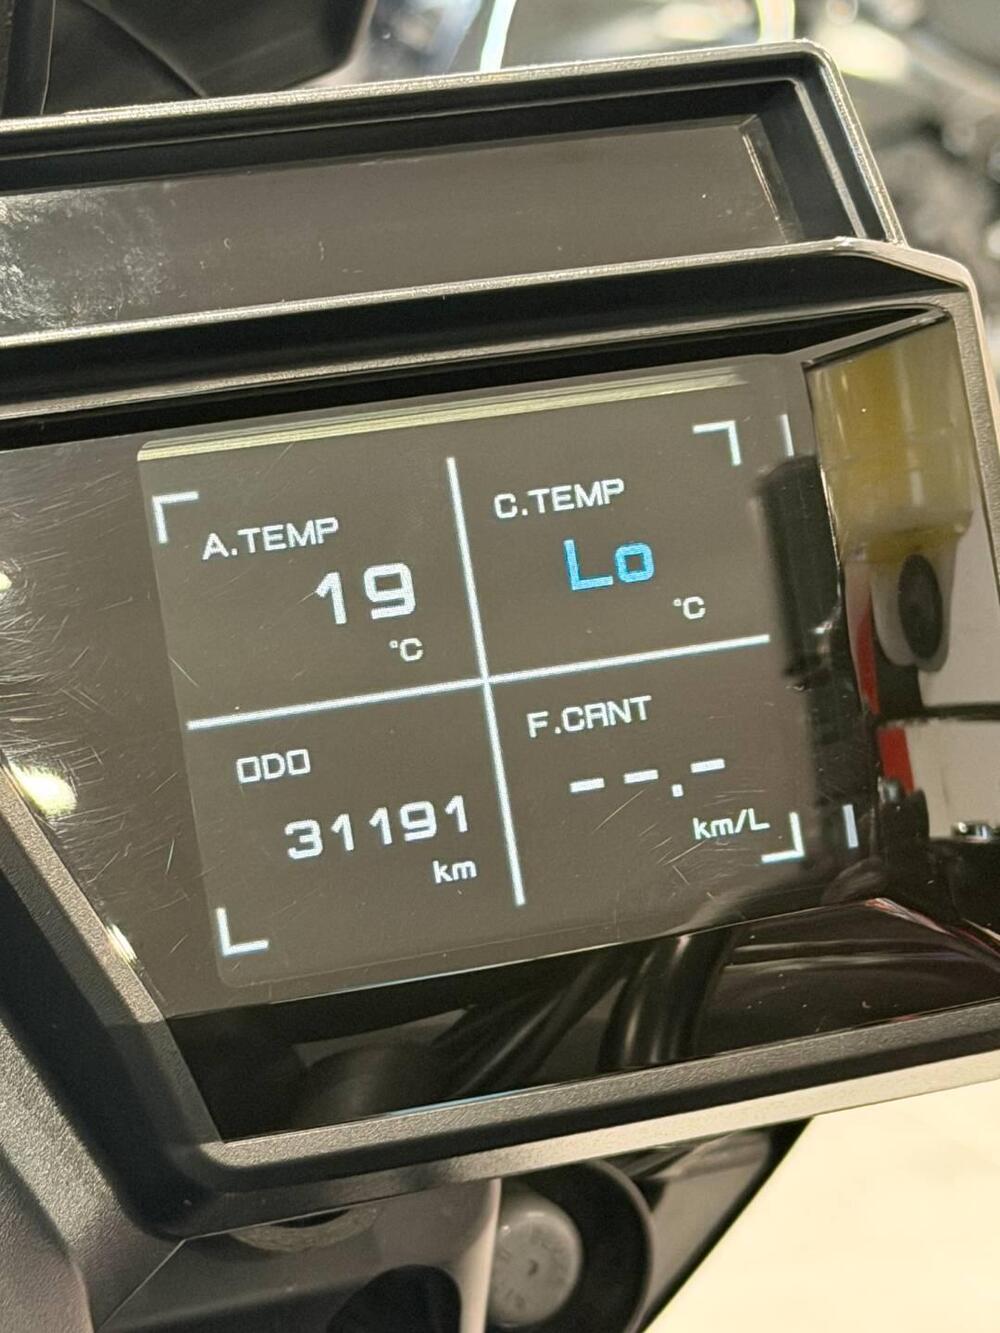 A.TEMP
19
°C
C.TEMP
Lo
°C
ODO
31191
km
F.CRNT
--.-
km/L